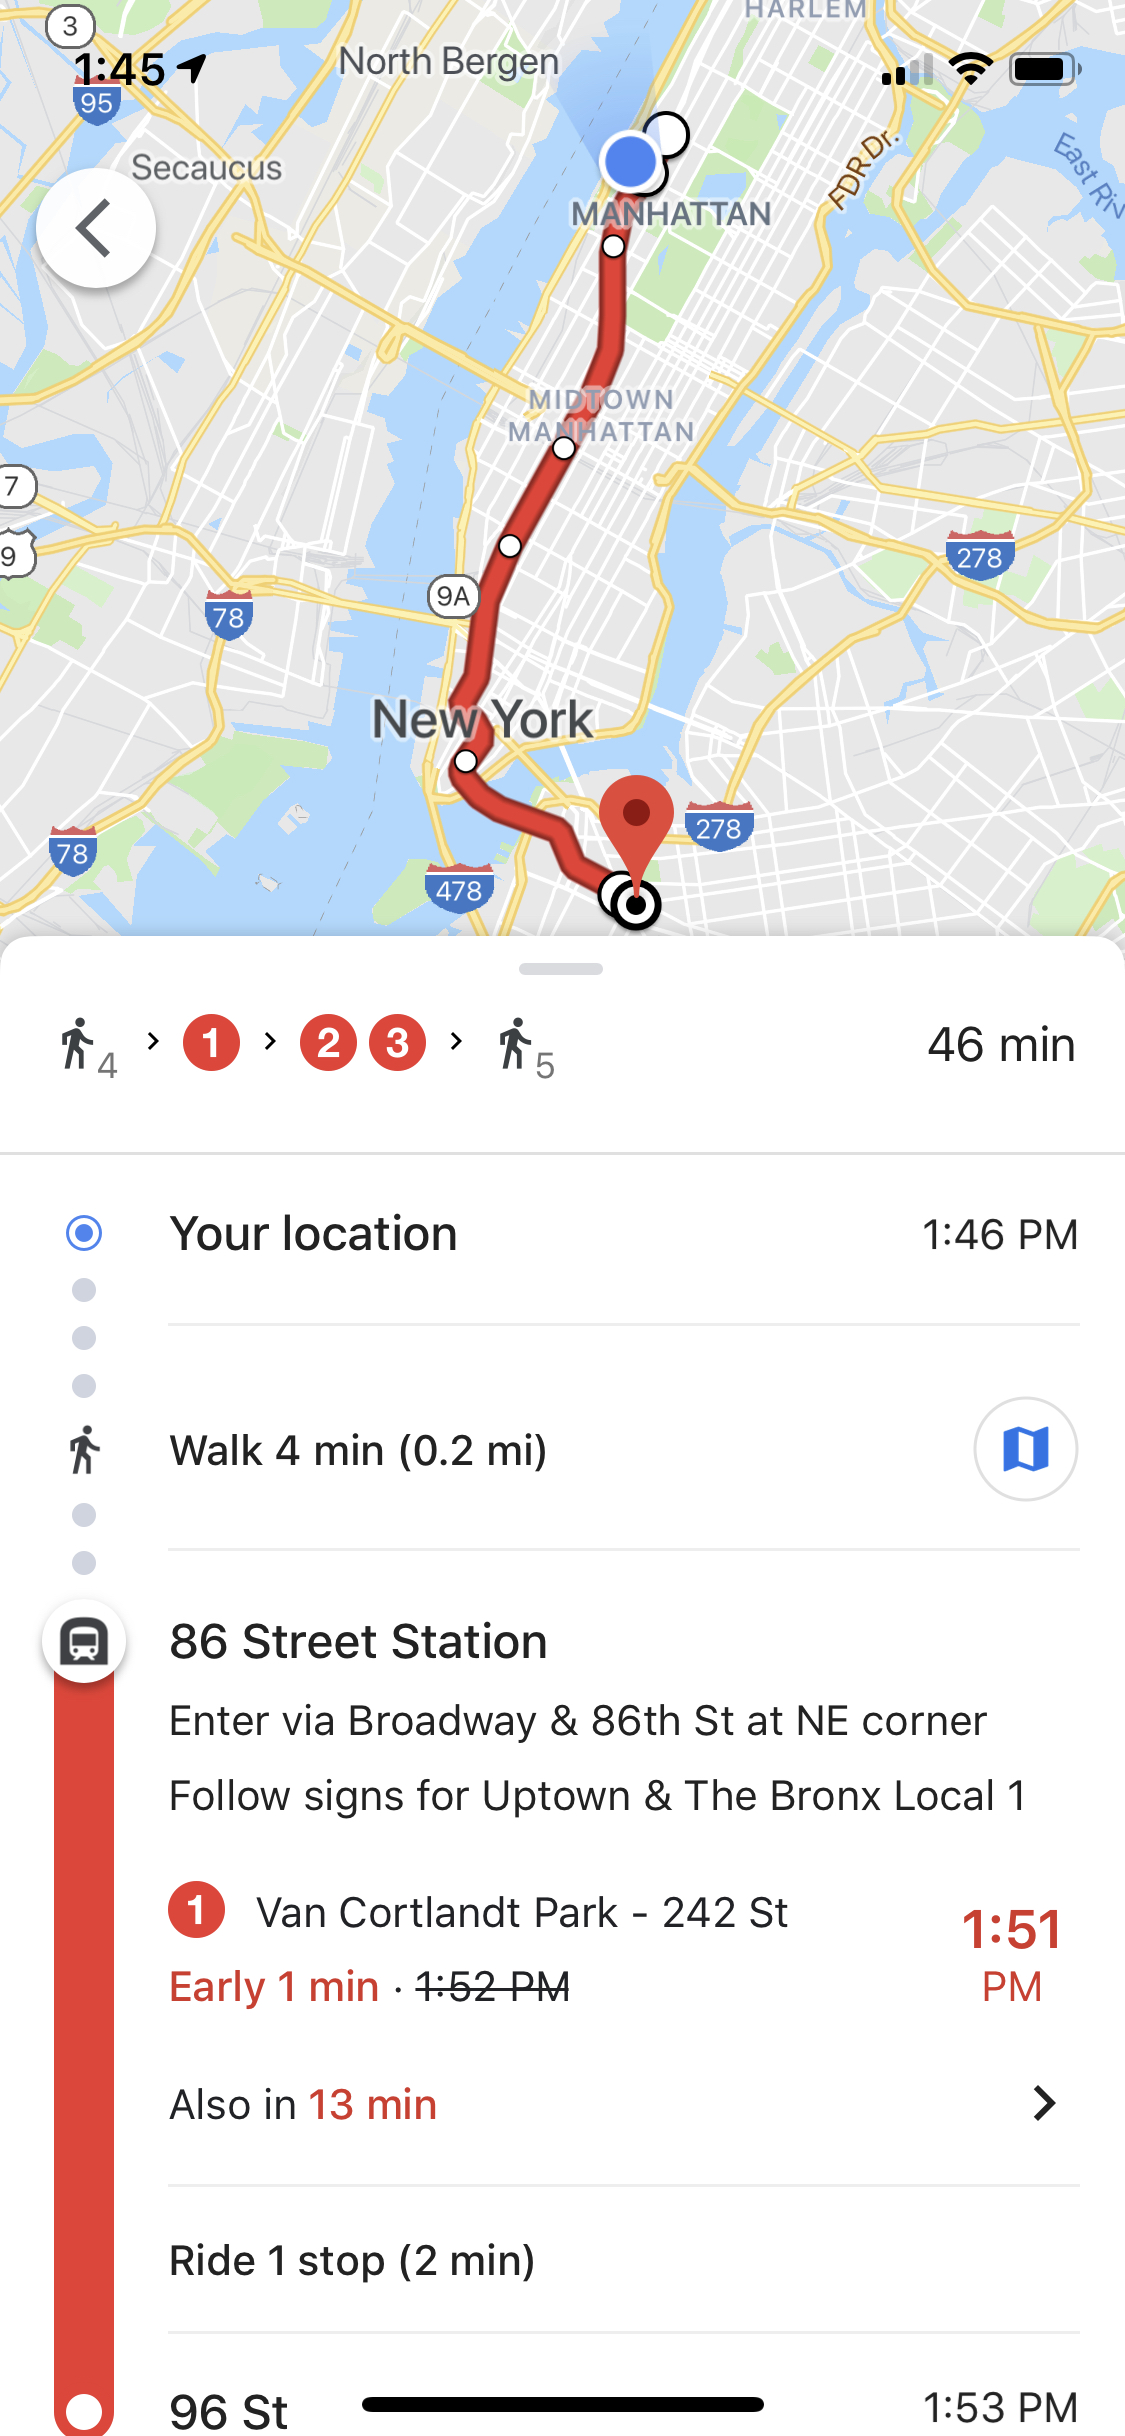 3
HARLEM
1:45
North Bergen
95
Secaucus
FDR Dr.
East Riv
MANHATTAN
MIDTOWN
MANHATTAN
7
9
278
78
9A
New York
278
78
478
4
1
2
3
5
46 min
Your location
1:46 PM
Walk 4 min (0.2 mi)
86 Street Station
Enter via Broadway & 86th St at NE corner
Follow signs for Uptown & The Bronx Local 1
1 Van Cortlandt Park - 242 St
1:51
PM
Early 1 min · 1:52 PM
Also in 13 min
Ride 1 stop (2 min)
96 St
1:53 PM